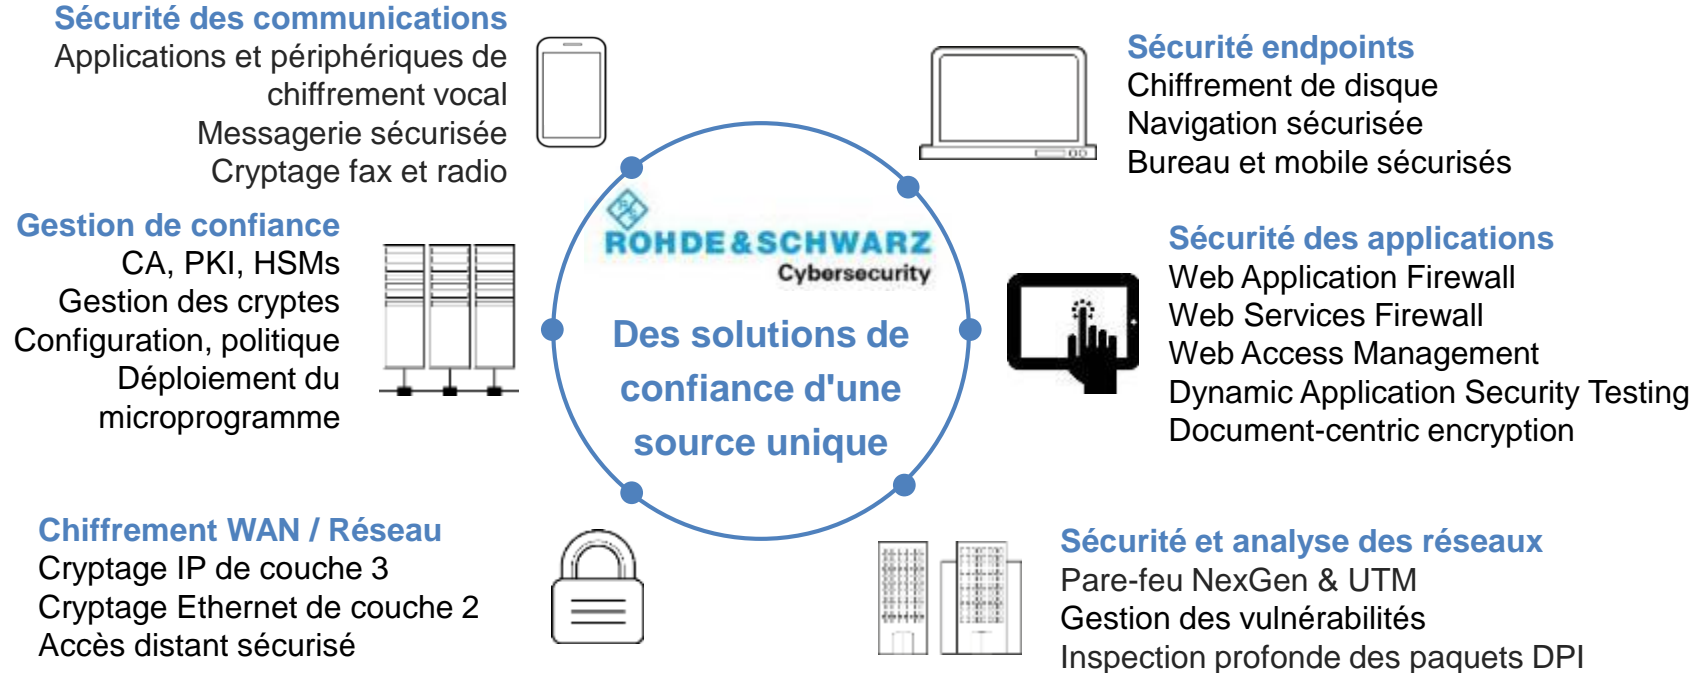 Sécurité des communications
Applications et périphériques de
chiffrement vocal
Messagerie sécurisée
Cryptage fax et radio
Sécurité endpoints
Chiffrement de disque
Navigation sécurisée
Bureau et mobile sécurisés
Gestion de confiance
CA, PKI, HSMs
Gestion des cryptes
Configuration, politique
Déploiement du
microprogramme
ROHDE&SCHWARZ
Cybersecurity
Des solutions de
confiance d'une
source unique
Sécurité des applications
Web Application Firewall
Web Services Firewall
Web Access Management
Dynamic Application Security Testing
Document-centric encryption
Chiffrement WAN / Réseau
Cryptage IP de couche 3
Cryptage Ethernet de couche 2
Accès distant sécurisé
Sécurité et analyse des réseaux
Pare-feu NexGen & UTM
Gestion des vulnérabilités
Inspection profonde des paquets DPI